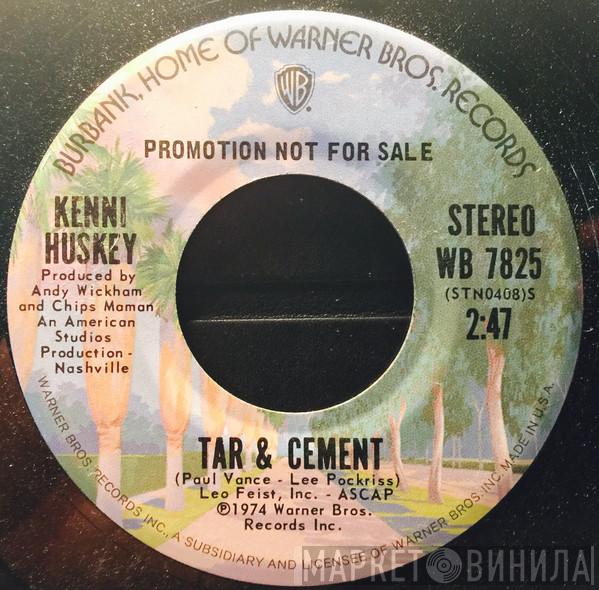 BURBANK, HOME OF WARNER BROS. RECORDS
WB
PROMOTION NOT FOR SALE
KENNI
HUSKEY
Produced by
Andy Wickham
and Chips Maman
An American
Studios
Production -
Nashville
STEREO
WB 7825
(STN0408)S
2:47
TAR & CEMENT
(Paul Vance - Lee Pockriss)
Leo Feist, Inc. - ASCAP
℗1974 Warner Bros.
Records Inc.
WARNER BROS. RECORDS INC., A SUBSIDIARY AND LICENSEE OF WARNER BROS. INC. MADE IN U.S.A.
МАРКЕТ ВИНИЛА